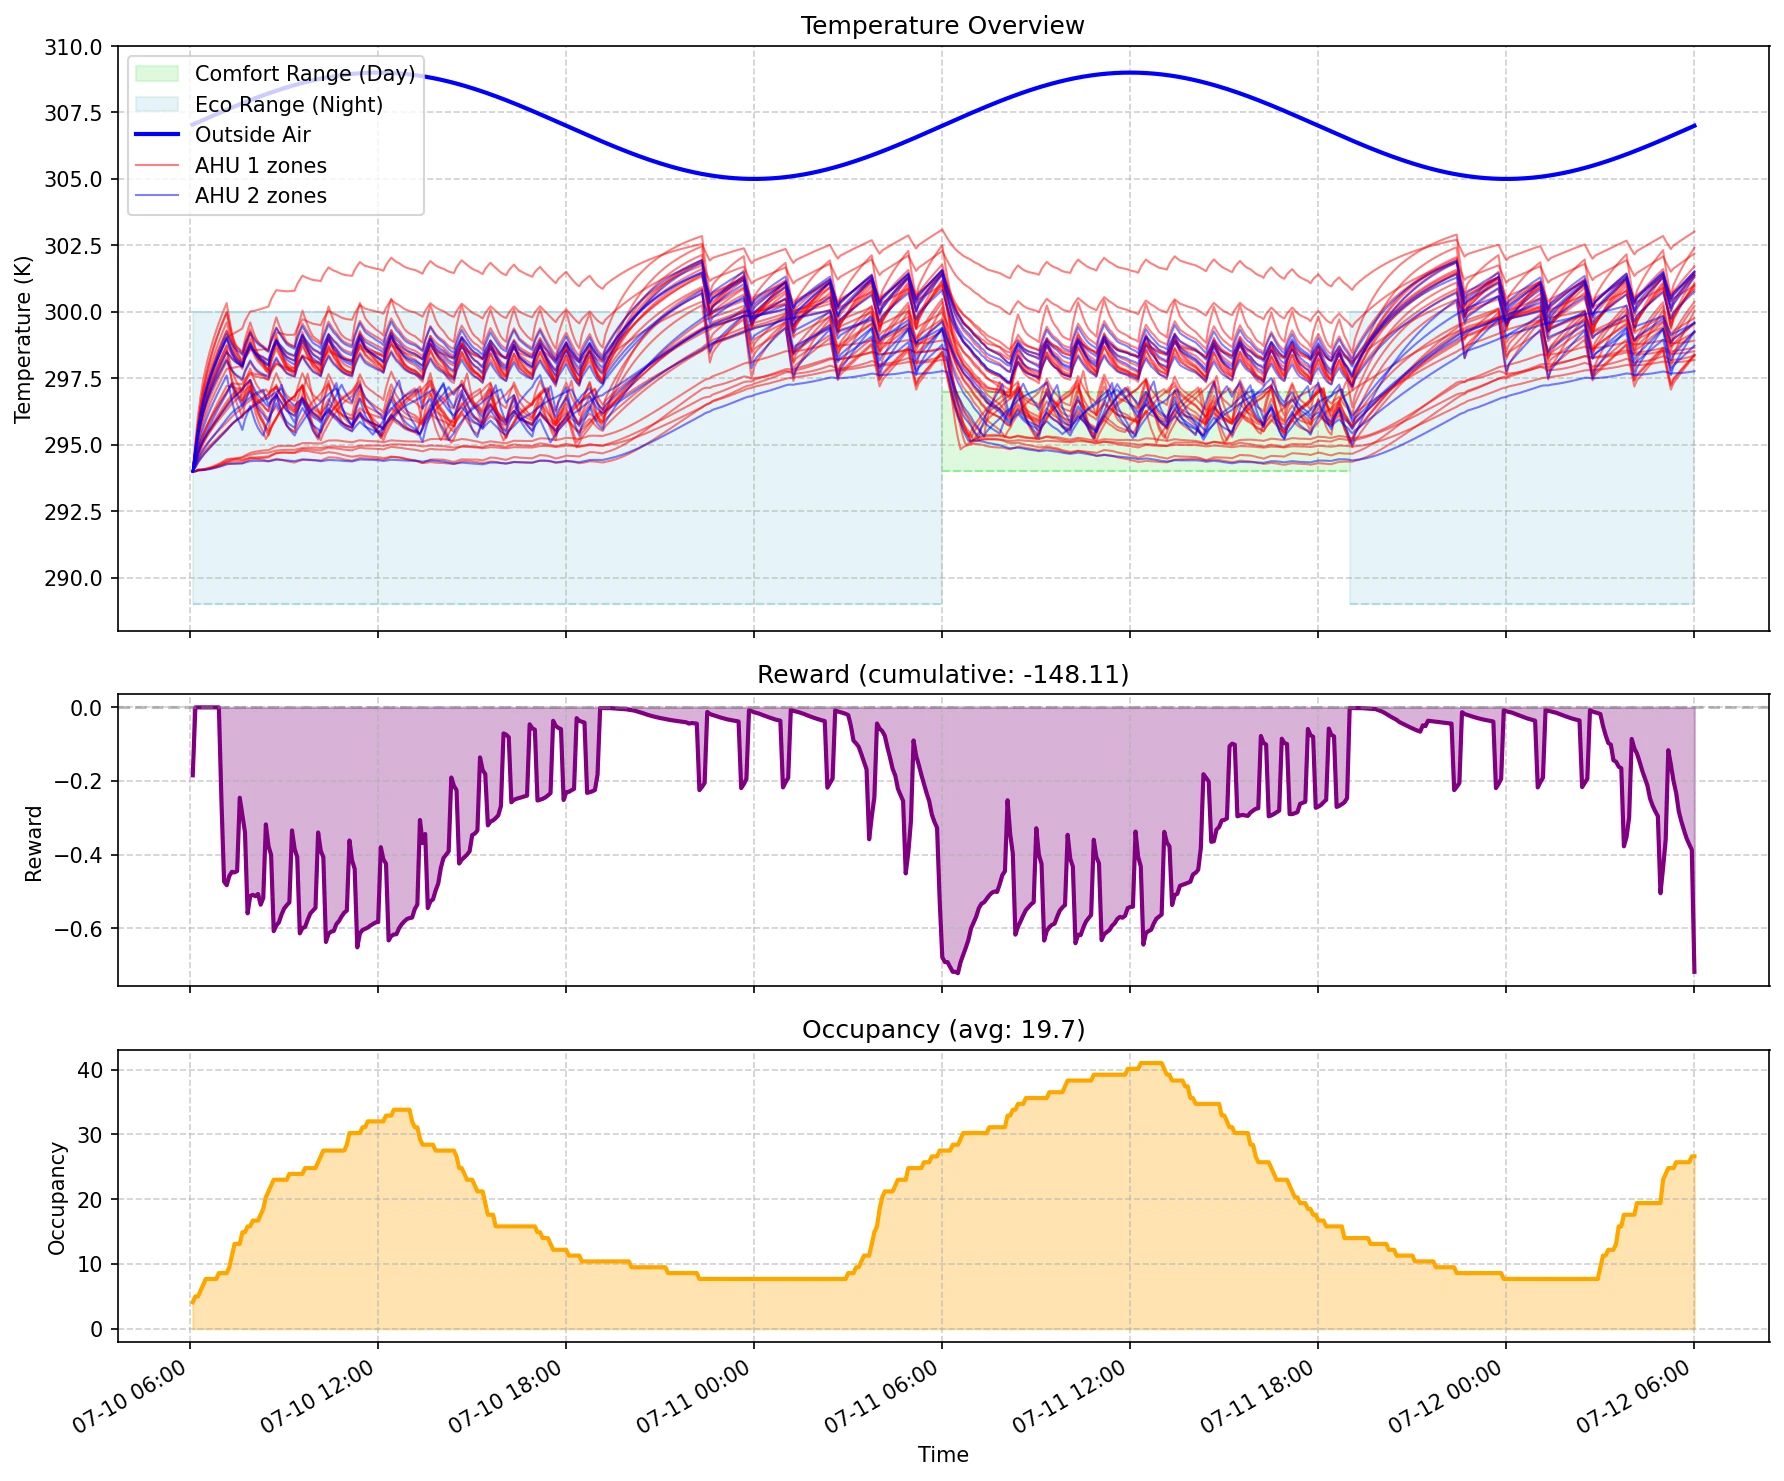 Temperature Overview
310.0
307.5
305.0
302.5
300.0
297.5
295.0
292.5
290.0
Temperature (K)
Comfort Range (Day)
Eco Range (Night)
Outside Air
AHU 1 zones
AHU 2 zones
Reward (cumulative: -148.11)
0.0
−0.2
−0.4
−0.6
Reward
Occupancy (avg: 19.7)
40
30
20
10
0
Occupancy
07-10 06:00
07-10 12:00
07-10 18:00
07-11 00:00
07-11 06:00
07-11 12:00
07-11 18:00
07-12 00:00
07-12 06:00
Time